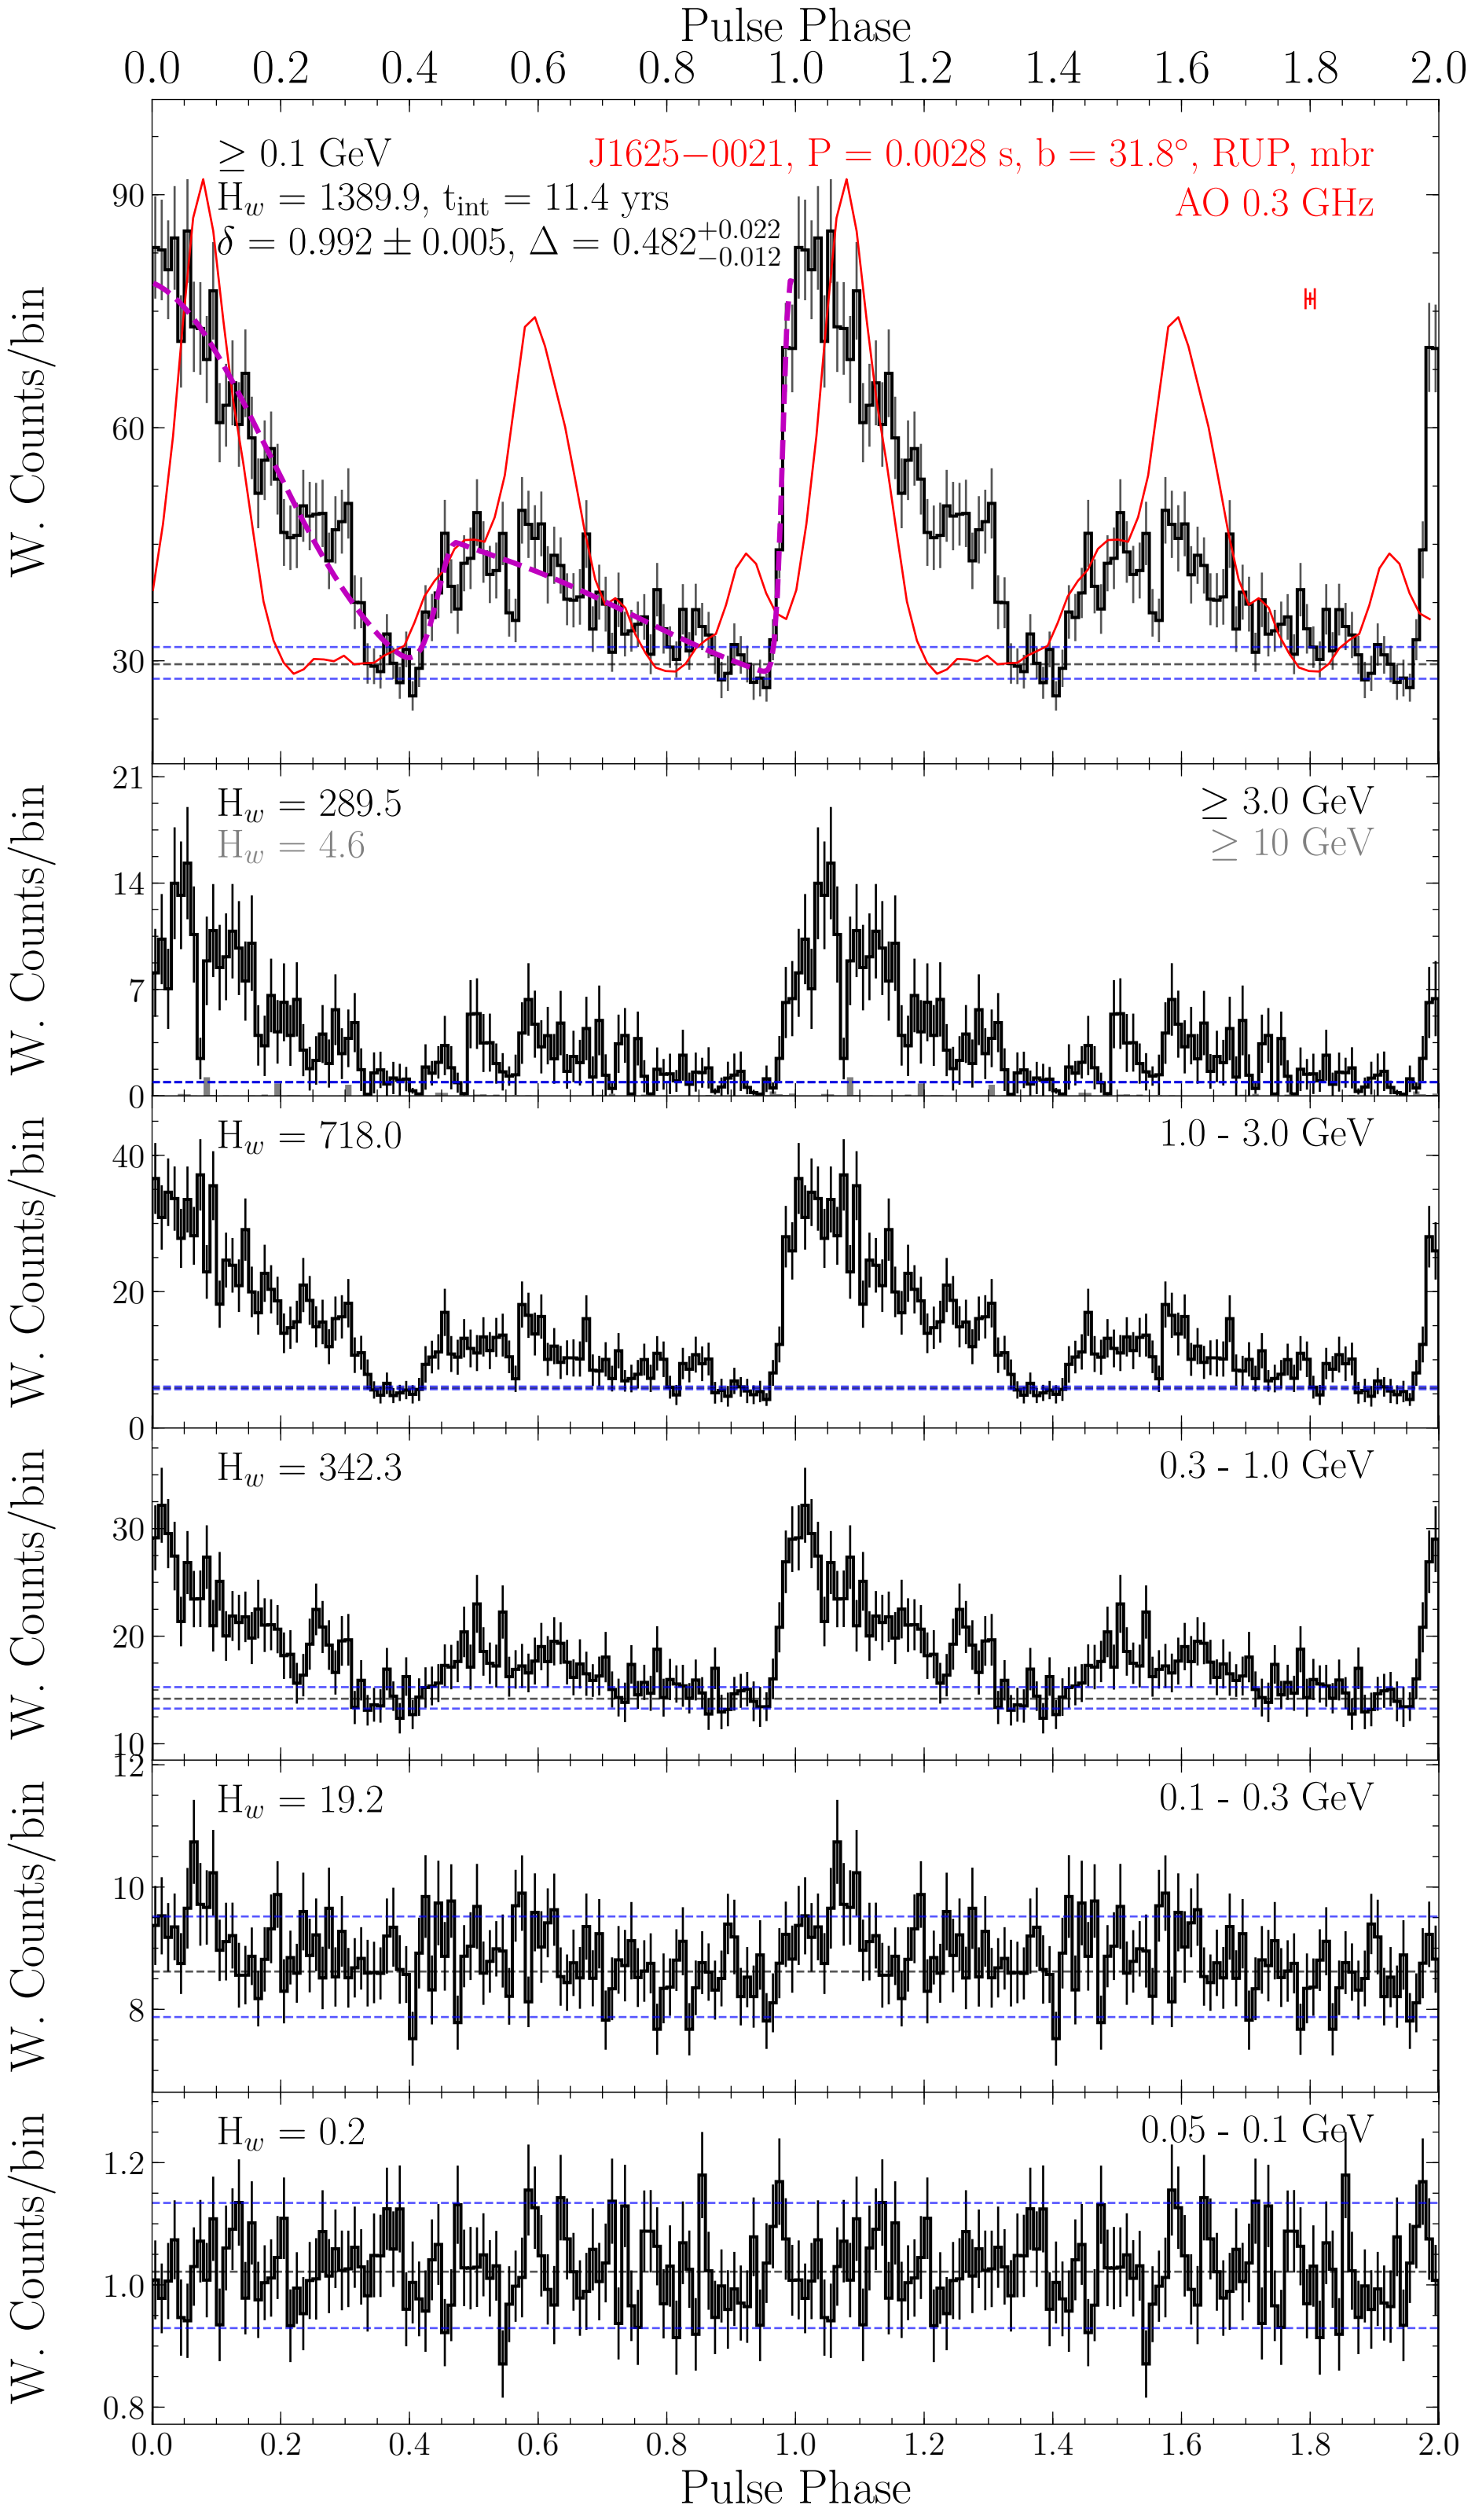 Pulse Phase
0.0 0.2 0.4 0.6 0.8 1.0 1.2 1.4 1.6 1.8 2.0
≥ 0.1 GeV
H_w = 1389.9, t_int = 11.4 yrs
δ = 0.992 ± 0.005, Δ = 0.482 +0.022 −0.012
J1625−0021, P = 0.0028 s, b = 31.8°, RUP, mbr
AO 0.3 GHz
W. Counts/bin
90
60
30
H_w = 289.5
H_w = 4.6
≥ 3.0 GeV
≥ 10 GeV
W. Counts/bin
21
14
7
0
H_w = 718.0
1.0 - 3.0 GeV
W. Counts/bin
40
20
0
H_w = 342.3
0.3 - 1.0 GeV
W. Counts/bin
30
20
10
H_w = 19.2
0.1 - 0.3 GeV
W. Counts/bin
12
10
8
H_w = 0.2
0.05 - 0.1 GeV
W. Counts/bin
1.2
1.0
0.8
0.0 0.2 0.4 0.6 0.8 1.0 1.2 1.4 1.6 1.8 2.0
Pulse Phase